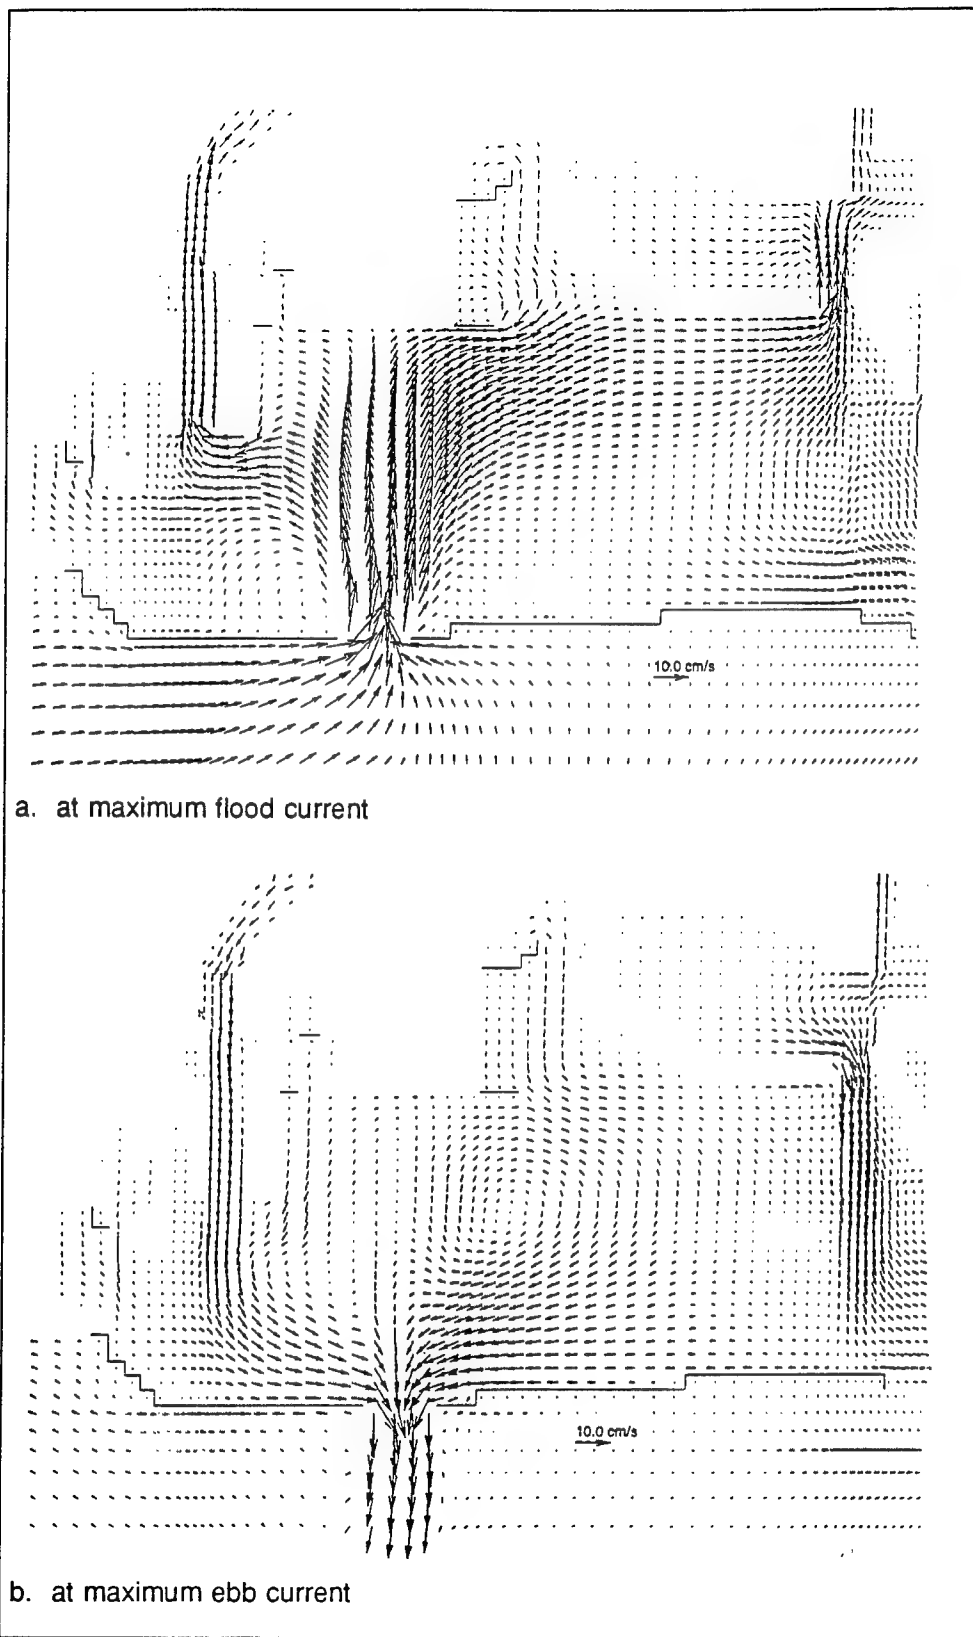 10.0 cm/s
a. at maximum flood current
10.0 cm/s
b. at maximum ebb current